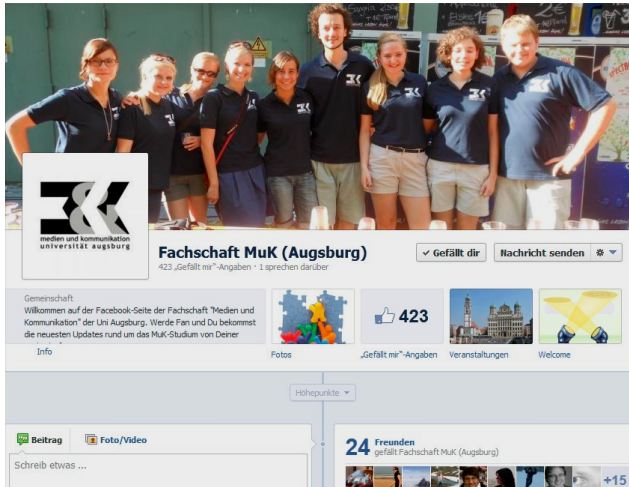 medien und kommunikation
universität augsburg
Fachschaft MuK (Augsburg)
423 „Gefällt mir“-Angaben · 1 sprechen darüber
✓ Gefällt dir
Nachricht senden
Gemeinschaft
Willkommen auf der Facebook-Seite der Fachschaft "Medien und
Kommunikation" der Uni Augsburg. Werde Fan und Du bekommst
die neuesten Updates rund um das MuK-Studium von Deiner
Info
423
Fotos
„Gefällt mir“-Angaben
Veranstaltungen
Welcome
Höhepunkte
Beitrag
Foto/Video
Schreib etwas ...
24 Freunden
gefällt Fachschaft MuK (Augsburg)
+15